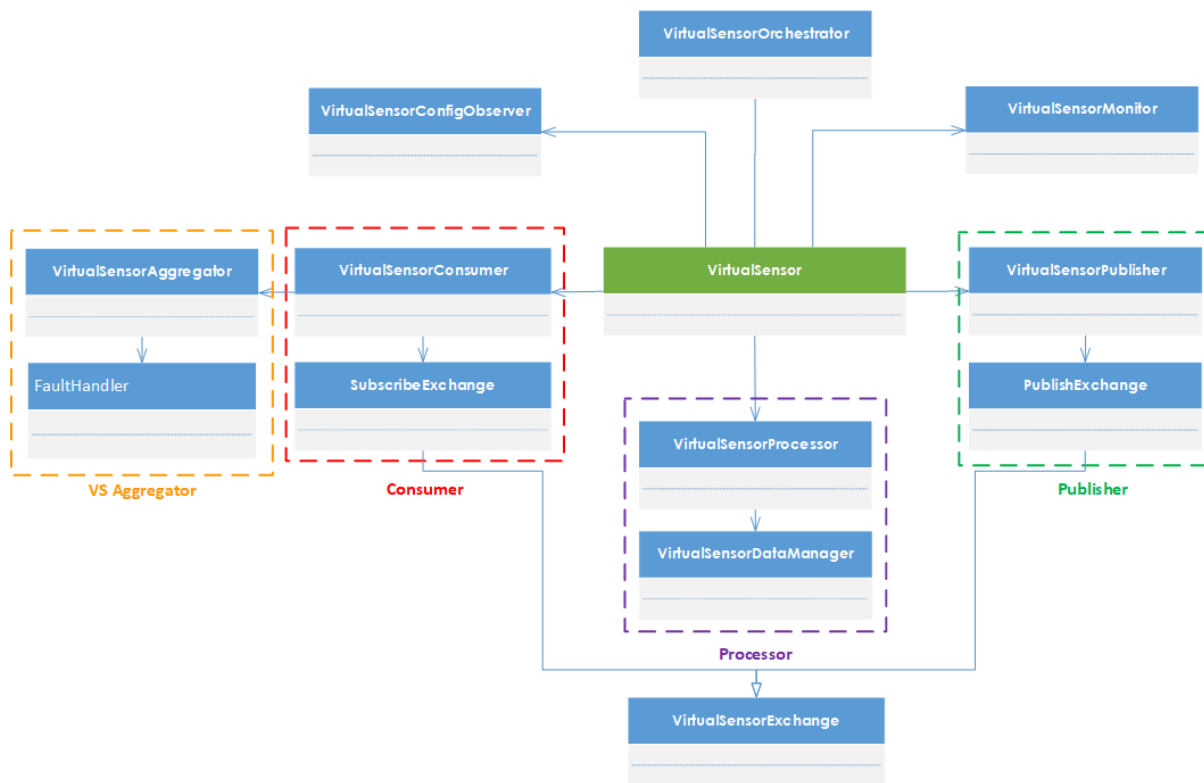 VirtualSensorOrchestrator
VirtualSensorConfigObserver
VirtualSensorMonitor
VirtualSensorAggregator
VirtualSensorConsumer
VirtualSensor
VirtualSensorPublisher
FaultHandler
SubscribeExchange
PublishExchange
VirtualSensorProcessor
VS Aggregator
Consumer
Publisher
VirtualSensorDataManager
Processor
VirtualSensorExchange